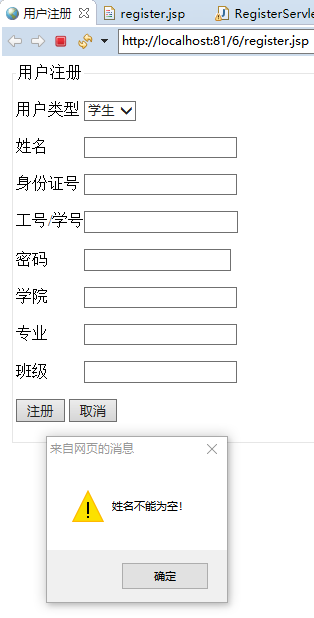 用户注册 register.jsp RegisterServle
http://localhost:81/6/register.jsp
用户注册
用户类型 学生
姓名
身份证号
工号/学号
密码
学院
专业
班级
注册 取消
来自网页的消息
姓名不能为空!
确定